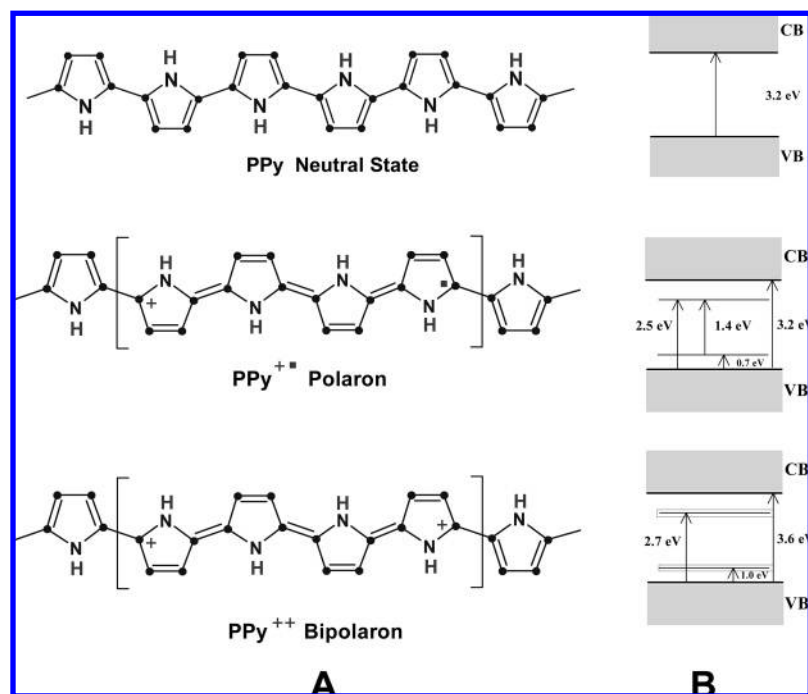 H
N
H
N
H
N
N
H
N
H
N
H
PPy Neutral State
CB
3.2 eV
VB
H
N
H
N
H
N
+
N
H
N
H
N
H
PPy+▪ Polaron
CB
2.5 eV
1.4 eV
3.2 eV
0.7 eV
VB
H
N
H
N
H
N
+
+
N
H
N
H
N
H
PPy++ Bipolaron
CB
2.7 eV
3.6 eV
1.0 eV
VB
A
B